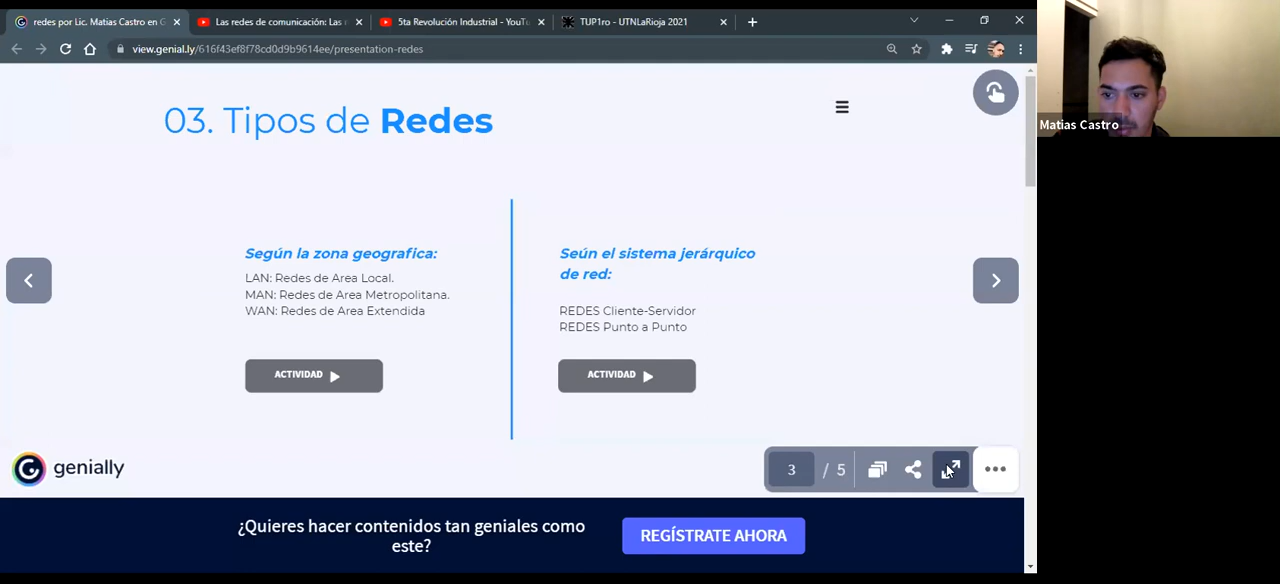 redes por Lic. Matias Castro en G
Las redes de comunicación: Las r
5ta Revolución Industrial - YouTu
TUP1ro - UTNLaRioja 2021
view.genial.ly/616f43ef8f78cd0d9b9614ee/presentation-redes
Matias Castro
03. Tipos de Redes
Según la zona geografica:
LAN: Redes de Area Local.
MAN: Redes de Area Metropolitana.
WAN: Redes de Area Extendida
ACTIVIDAD
Seún el sistema jerárquico
de red:
REDES Cliente-Servidor
REDES Punto a Punto
ACTIVIDAD
genially
3 / 5
¿Quieres hacer contenidos tan geniales como
este?
REGÍSTRATE AHORA